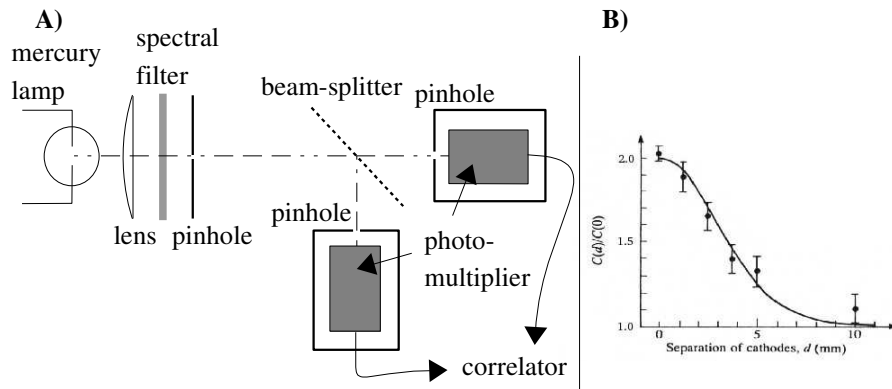 A)
mercury
lamp
spectral
filter
beam-splitter
pinhole
lens
pinhole
pinhole
photo-
multiplier
correlator
B)
C(d)/C(0)
2.0
1.5
1.0
0
5
10
Separation of cathodes, d (mm)